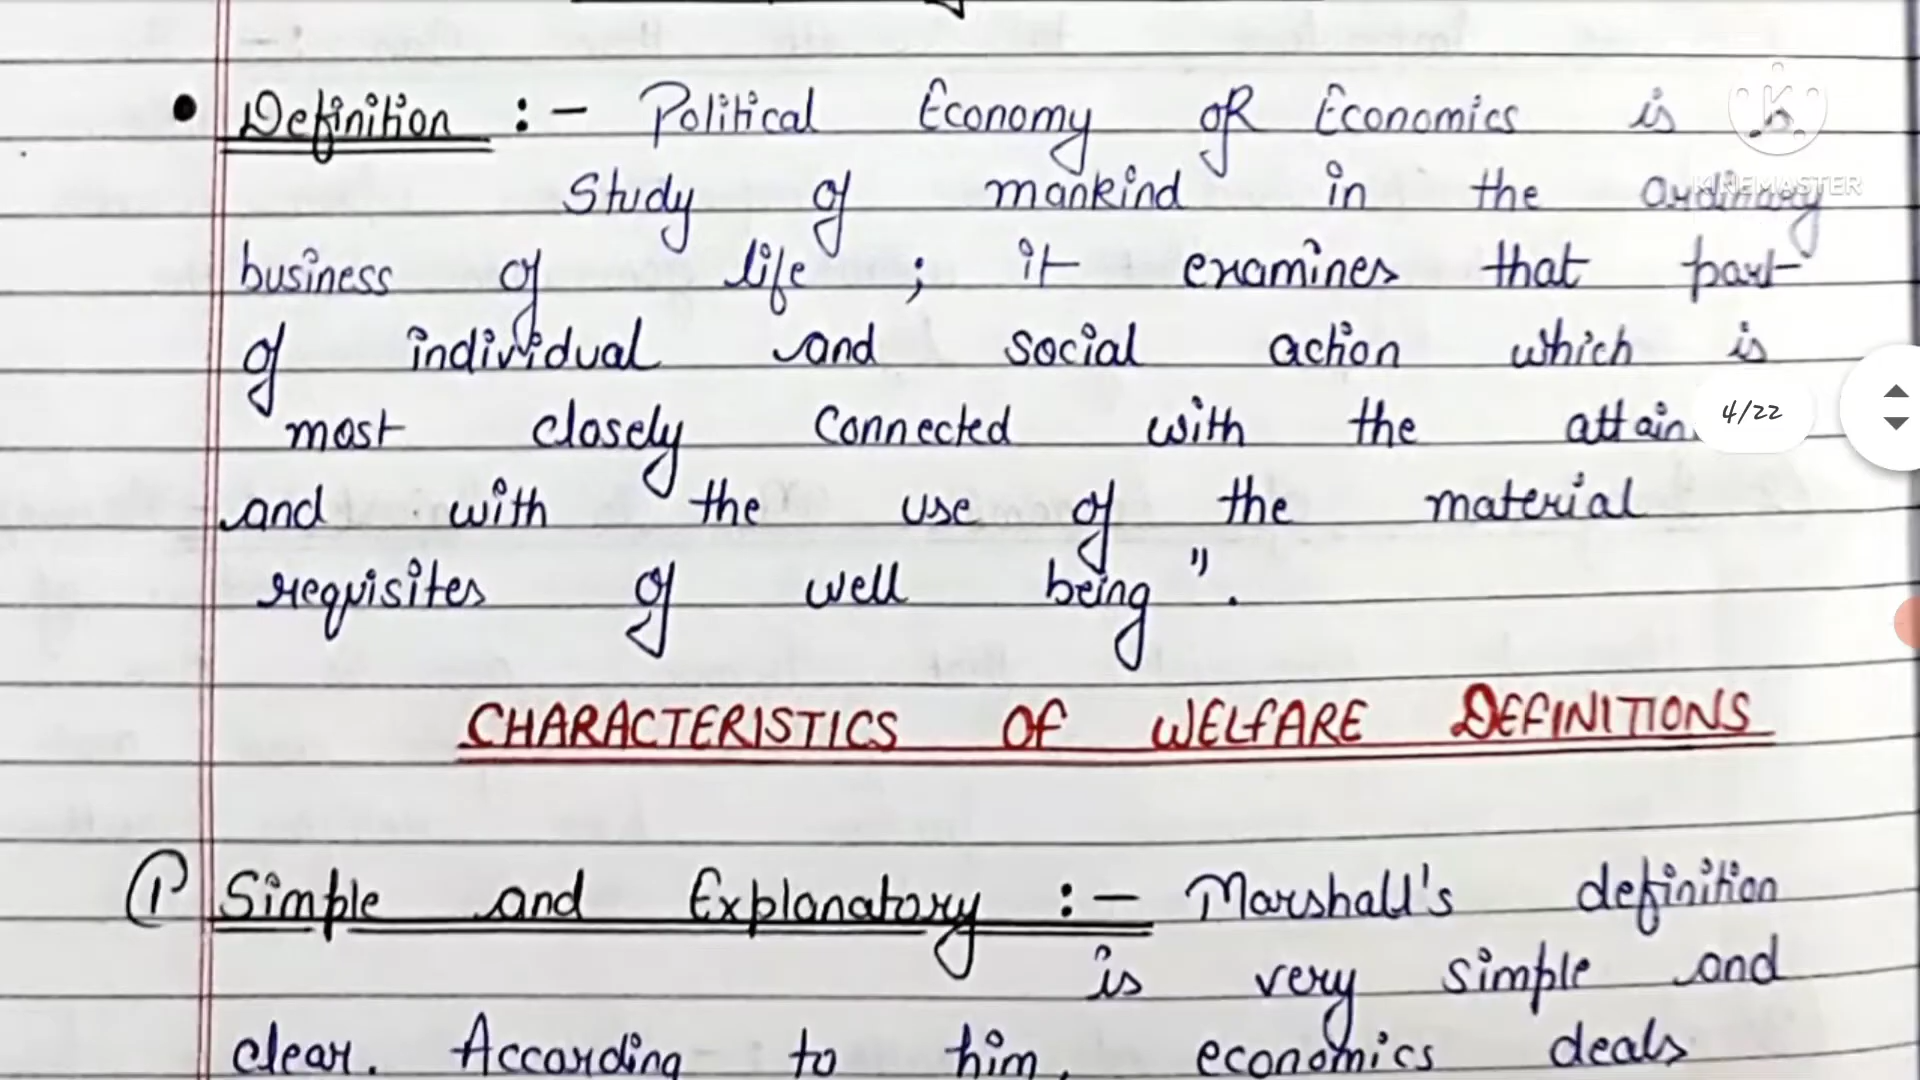 • Definition :- Political Economy oR Economics is a
Study of mankind in the ordinary
business of life ; it examines that part
of individual and social action which is
most closely connected with the attain
and with the use of the material
requisites of well being".
CHARACTERISTICS OF WELFARE DEFINITIONS
① Simple and Explanatory :- Marshall's definition
is very simple and
clear. According to him, economics deals
KINEMASTER
4/22